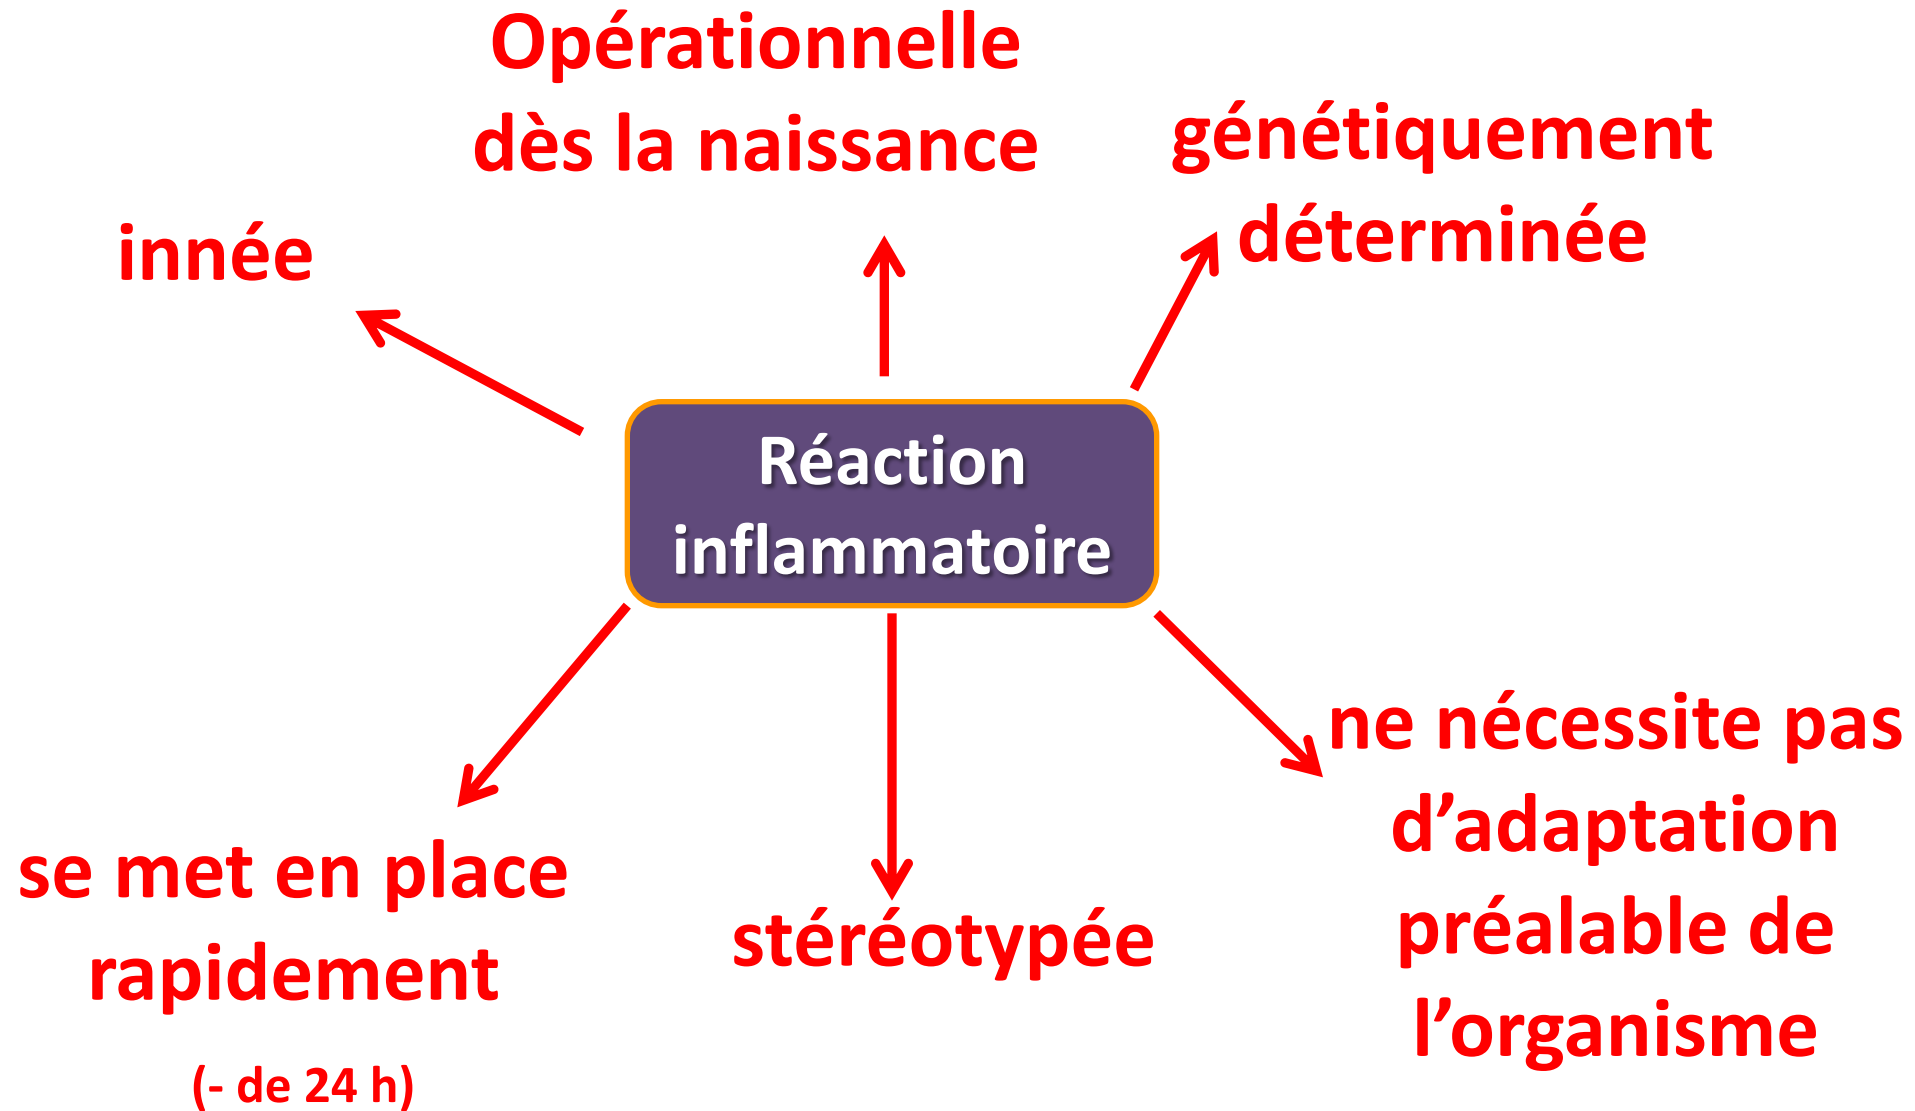 Opérationnelle
dès la naissance
génétiquement
déterminée
innée
Réaction
inflammatoire
se met en place
rapidement
(- de 24 h)
stéréotypée
ne nécessite pas
d’adaptation
préalable de
l’organisme